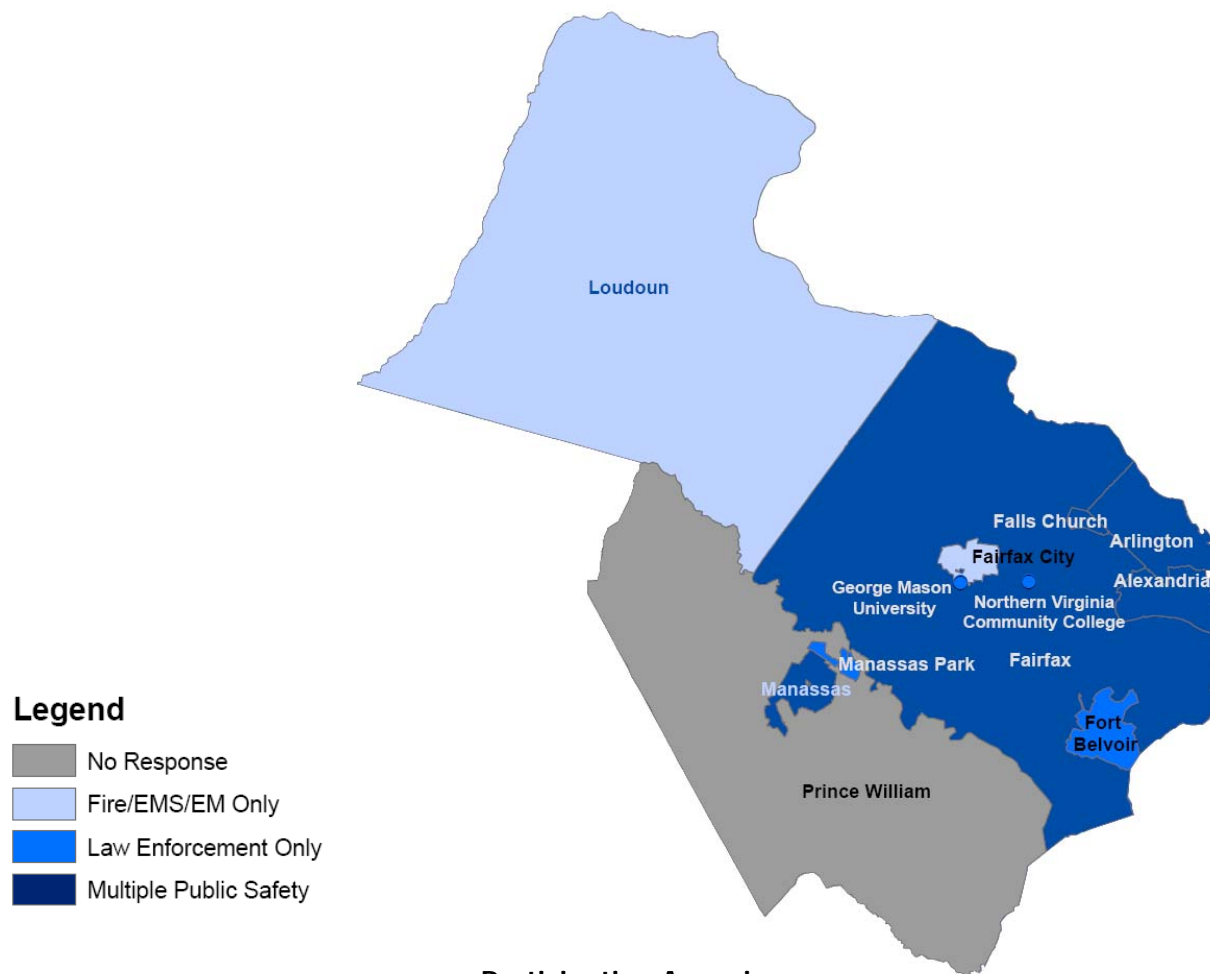 Loudoun
Falls Church
Arlington
Fairfax City
Alexandria
George Mason
University
Northern Virginia
Community College
Manassas Park
Fairfax
Manassas
Fort
Belvoir
Prince William
Legend
No Response
Fire/EMS/EM Only
Law Enforcement Only
Multiple Public Safety